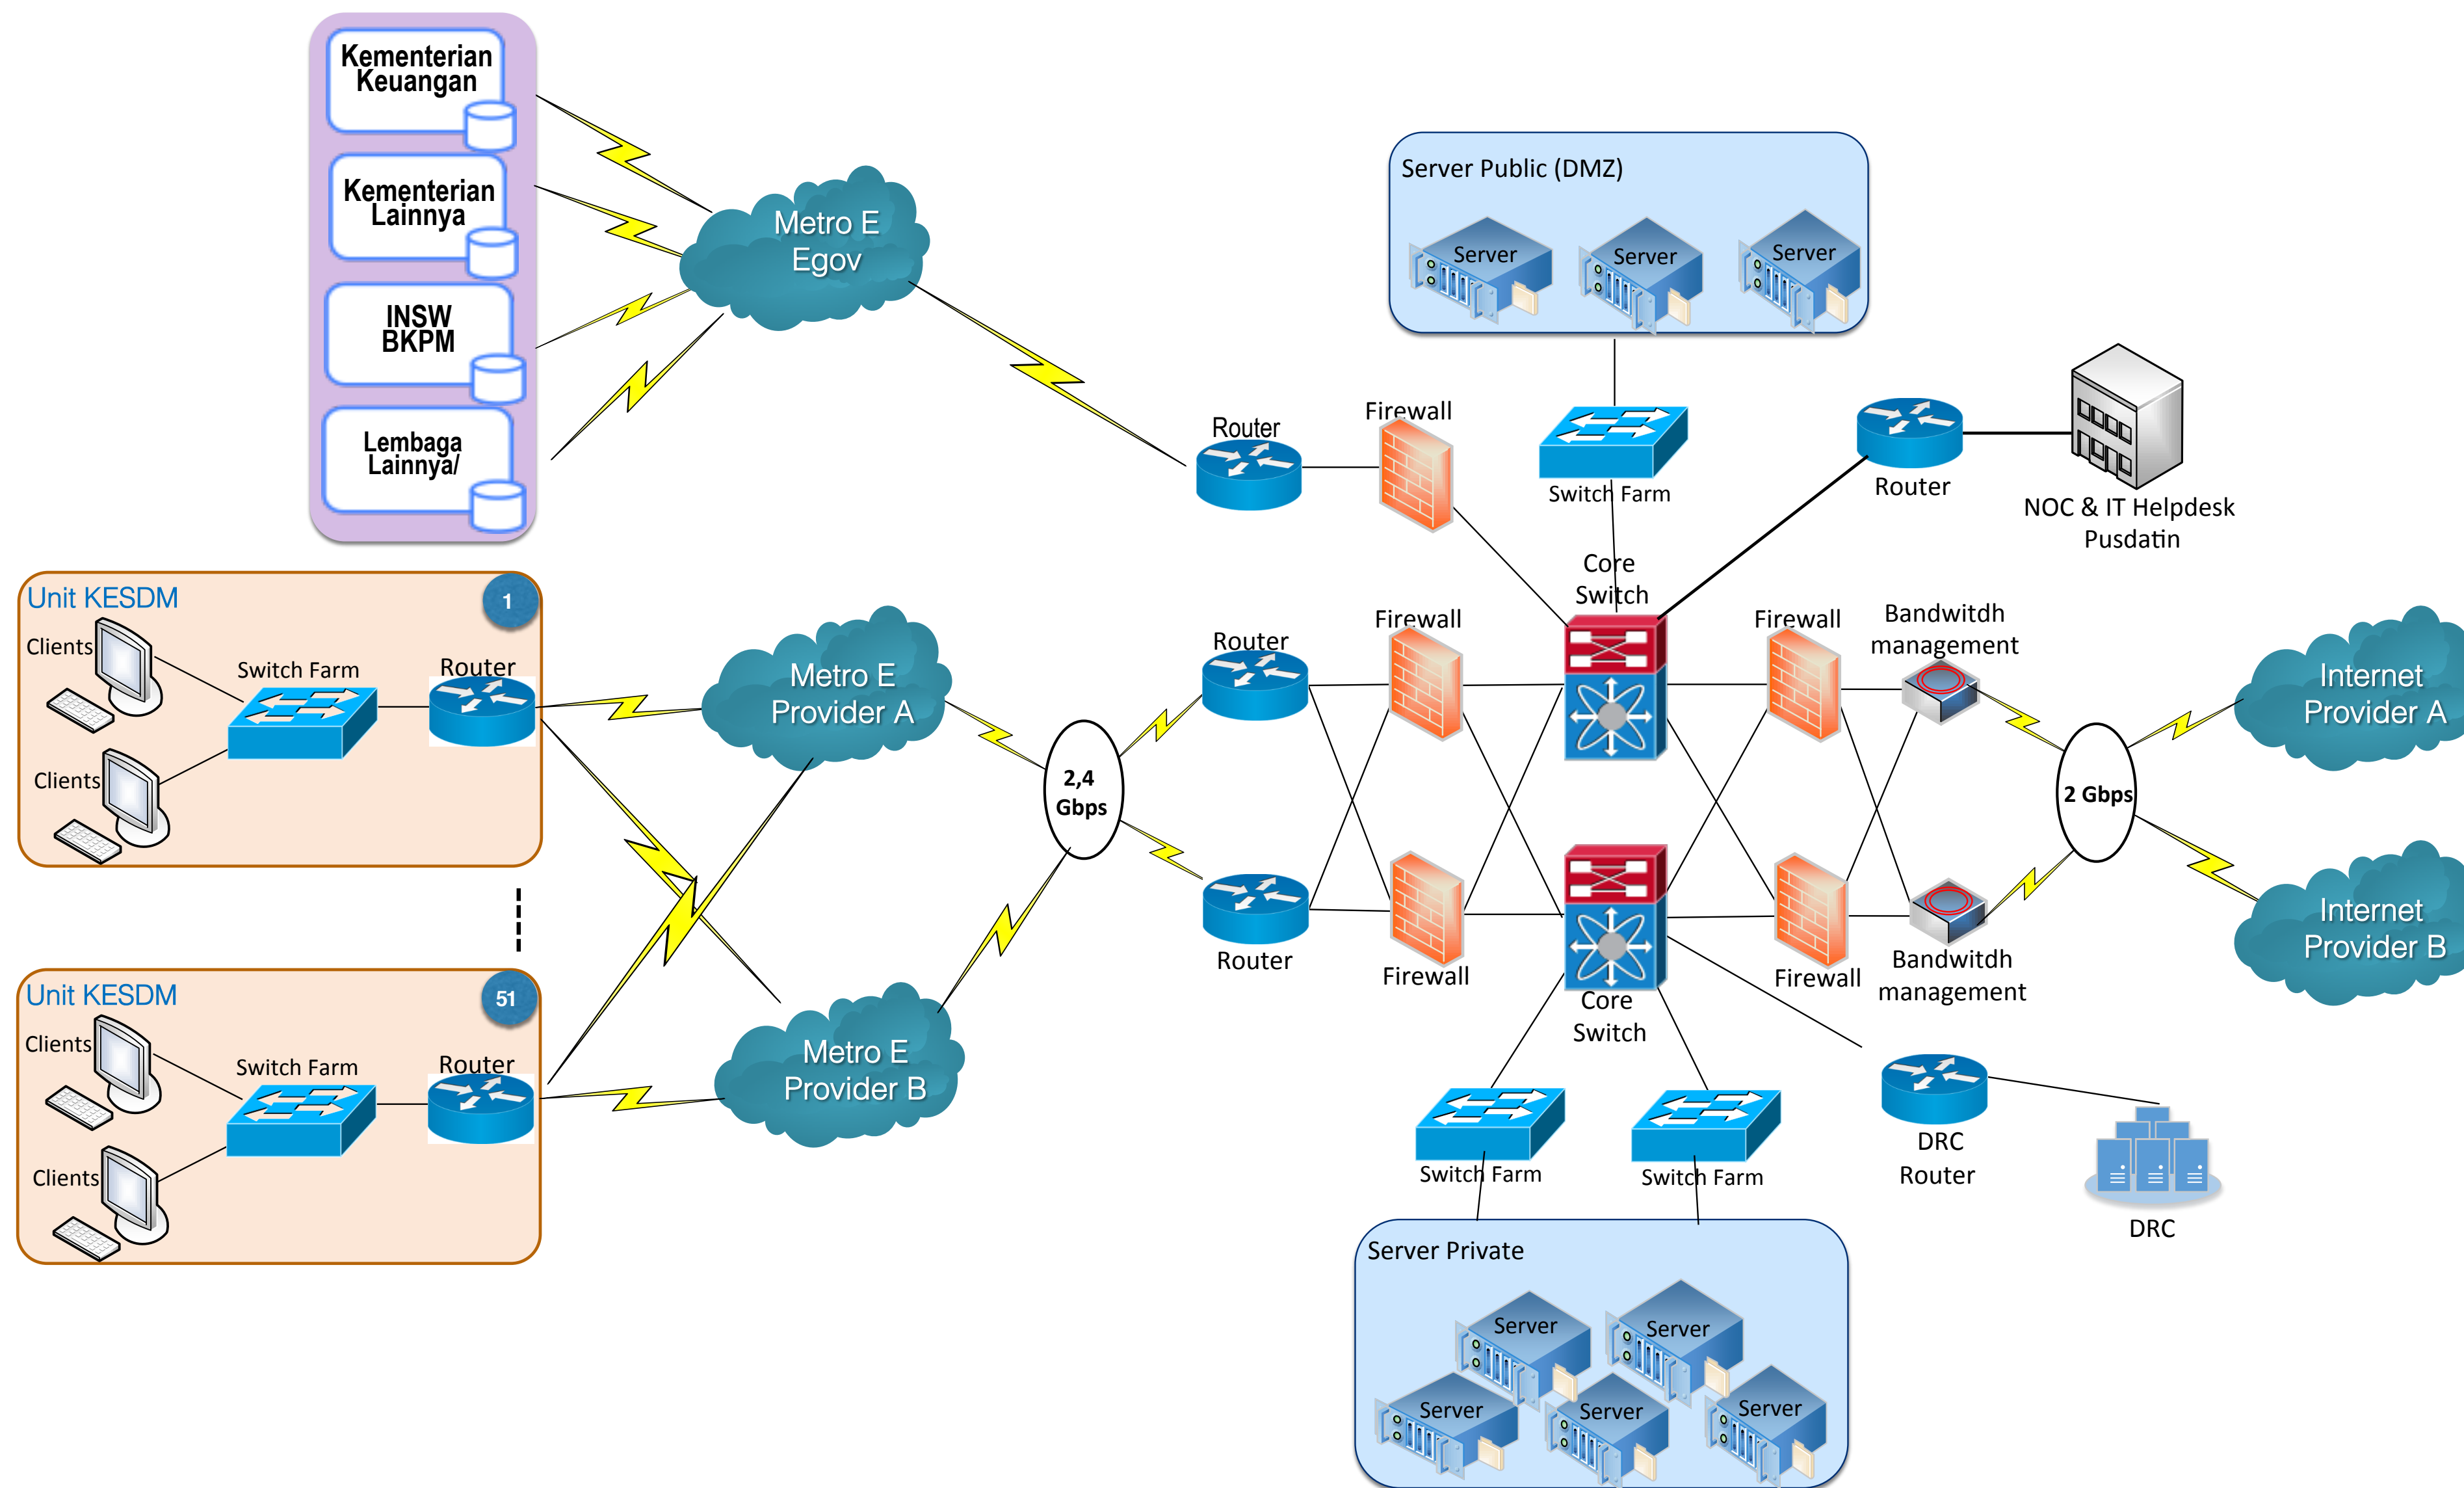 Kementerian
Keuangan
Kementerian
Lainnya
INSW
BKPM
Lembaga
Lainnya/
Metro E
Egov
Server Public (DMZ)
Server
Server
Server
Switch Farm
Router
Firewall
Router
NOC & IT Helpdesk
Pusdatin
Unit KESDM
1
Clients
Clients
Switch Farm
Router
Unit KESDM
51
Clients
Clients
Switch Farm
Router
Metro E
Provider A
Metro E
Provider B
2,4
Gbps
Router
Router
Firewall
Firewall
Core
Switch
Core
Switch
Firewall
Firewall
Bandwitdh
management
Bandwitdh
management
2 Gbps
Internet
Provider A
Internet
Provider B
Switch Farm
Switch Farm
DRC
Router
DRC
Server Private
Server
Server
Server
Server
Server